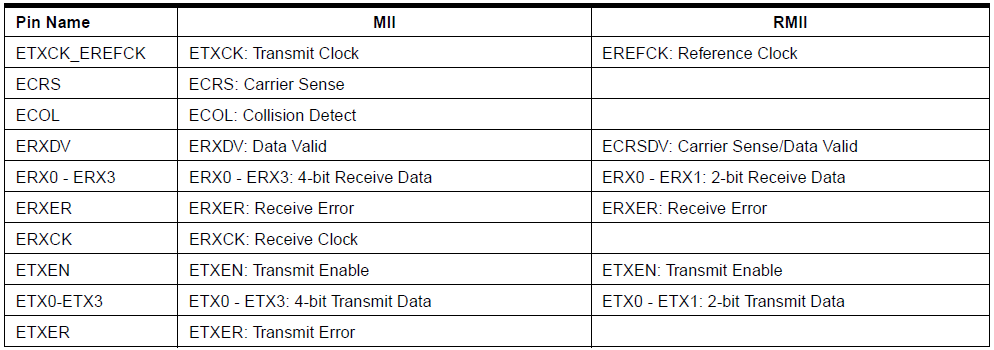 Pin Name MII RMII
ETXCK_EREFCK ETXCK: Transmit Clock EREFCK: Reference Clock
ECRS ECRS: Carrier Sense
ECOL ECOL: Collision Detect
ERXDV ERXDV: Data Valid ECRSDV: Carrier Sense/Data Valid
ERX0 - ERX3 ERX0 - ERX3: 4-bit Receive Data ERX0 - ERX1: 2-bit Receive Data
ERXER ERXER: Receive Error ERXER: Receive Error
ERXCK ERXCK: Receive Clock
ETXEN ETXEN: Transmit Enable ETXEN: Transmit Enable
ETX0-ETX3 ETX0 - ETX3: 4-bit Transmit Data ETX0 - ETX1: 2-bit Transmit Data
ETXER ETXER: Transmit Error